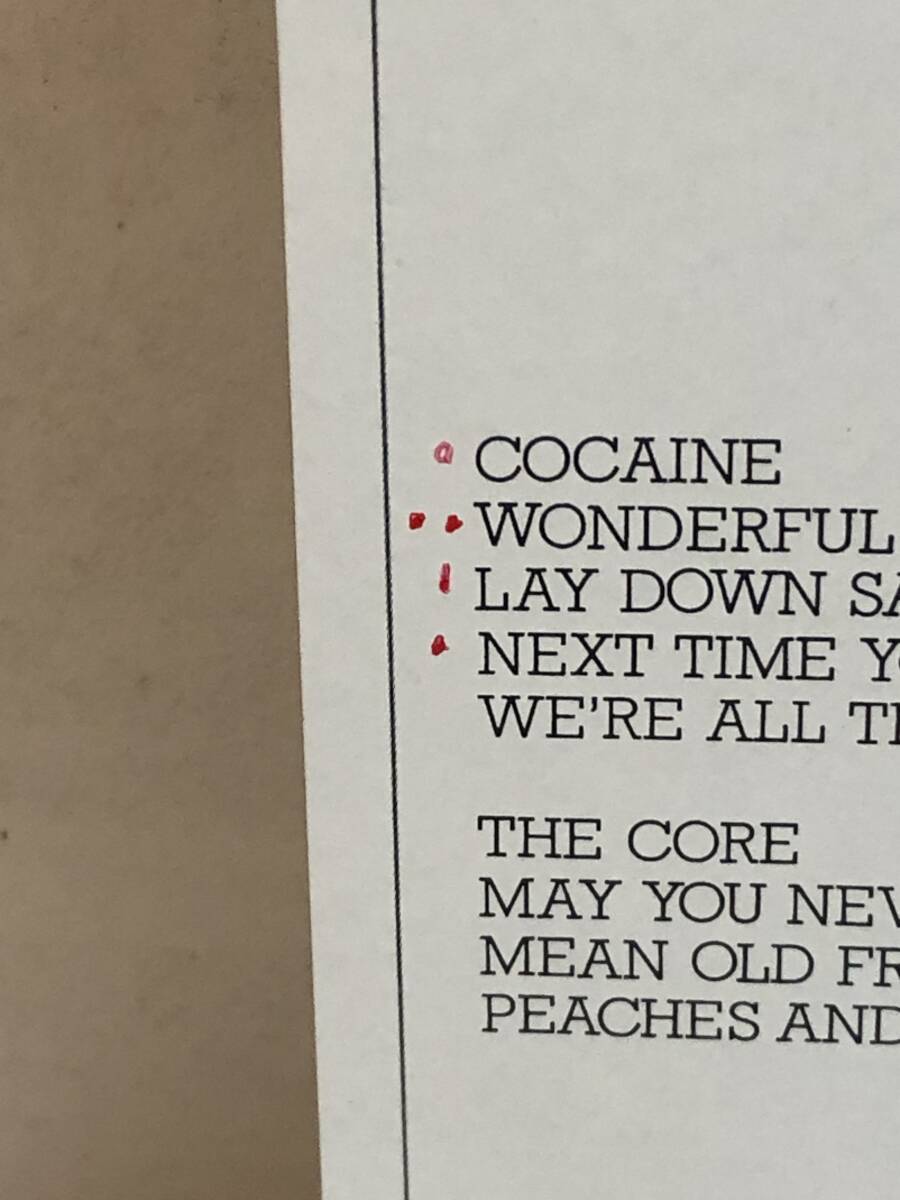 COCAINE
WONDERFUL
LAY DOWN SA
NEXT TIME Y
WE'RE ALL T
THE CORE
MAY YOU NEV
MEAN OLD FR
PEACHES AND